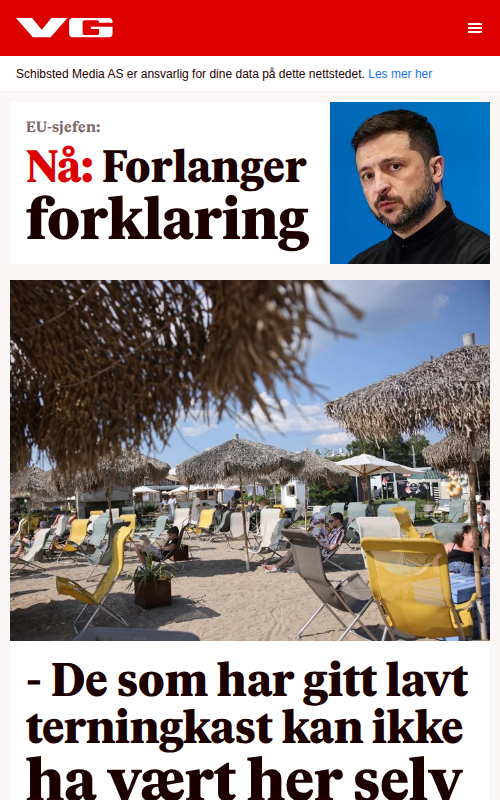 VG
Schibsted Media AS er ansvarlig for dine data på dette nettstedet. Les mer her
EU-sjefen:
Nå: Forlanger
forklaring
- De som har gitt lavt
terningkast kan ikke
ha vært her selv